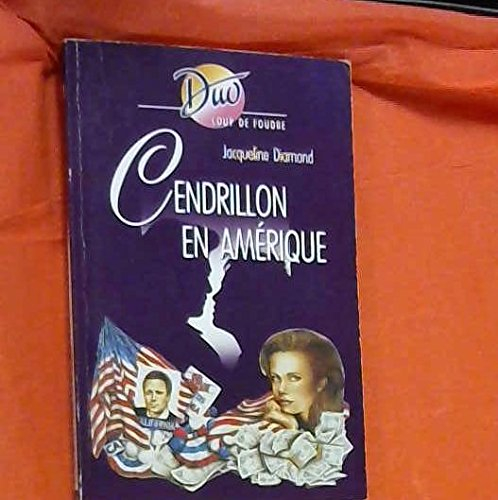 Duo
COUP DE FOUDRE
Jacqueline Diamond
CENDRILLON
EN AMÉRIQUE